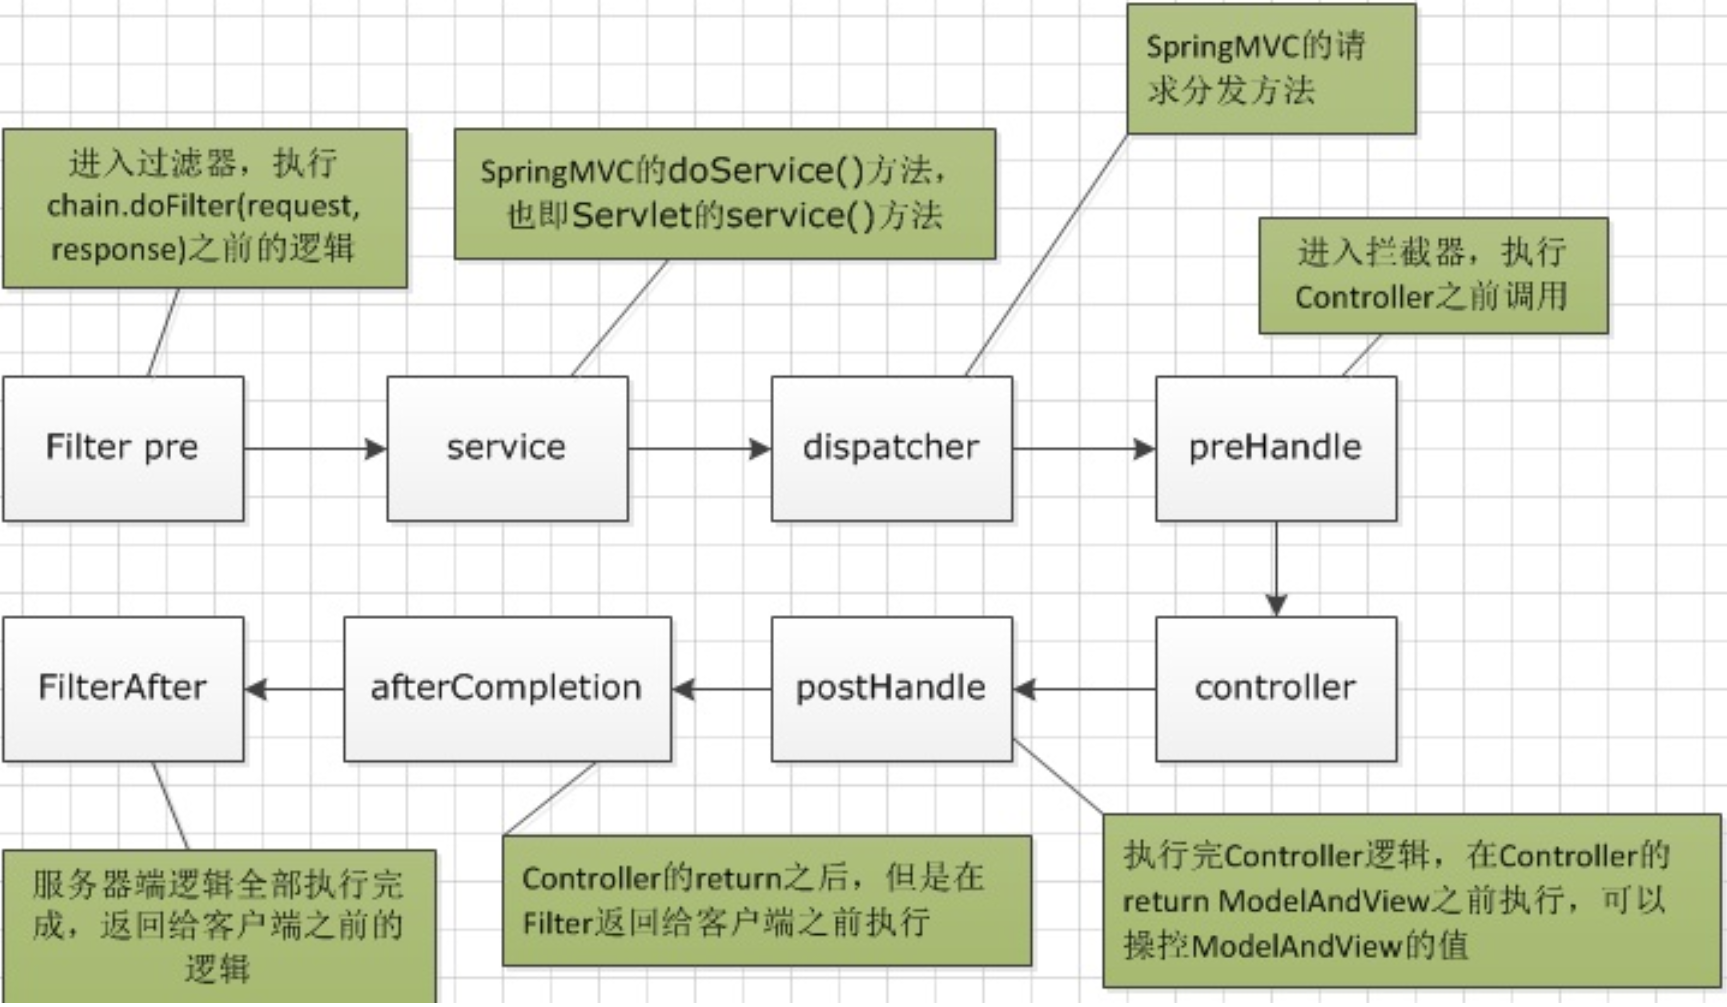 SpringMVC的请
求分发方法
进入过滤器，执行
chain.doFilter(request,
response)之前的逻辑
SpringMVC的doService()方法，
也即Servlet的service()方法
进入拦截器，执行
Controller之前调用
Filter pre
service
dispatcher
preHandle
FilterAfter
afterCompletion
postHandle
controller
服务器端逻辑全部执行完
成，返回给客户端之前的
逻辑
Controller的return之后，但是在
Filter返回给客户端之前执行
执行完Controller逻辑，在Controller的
return ModelAndView之前执行，可以
操控ModelAndView的值